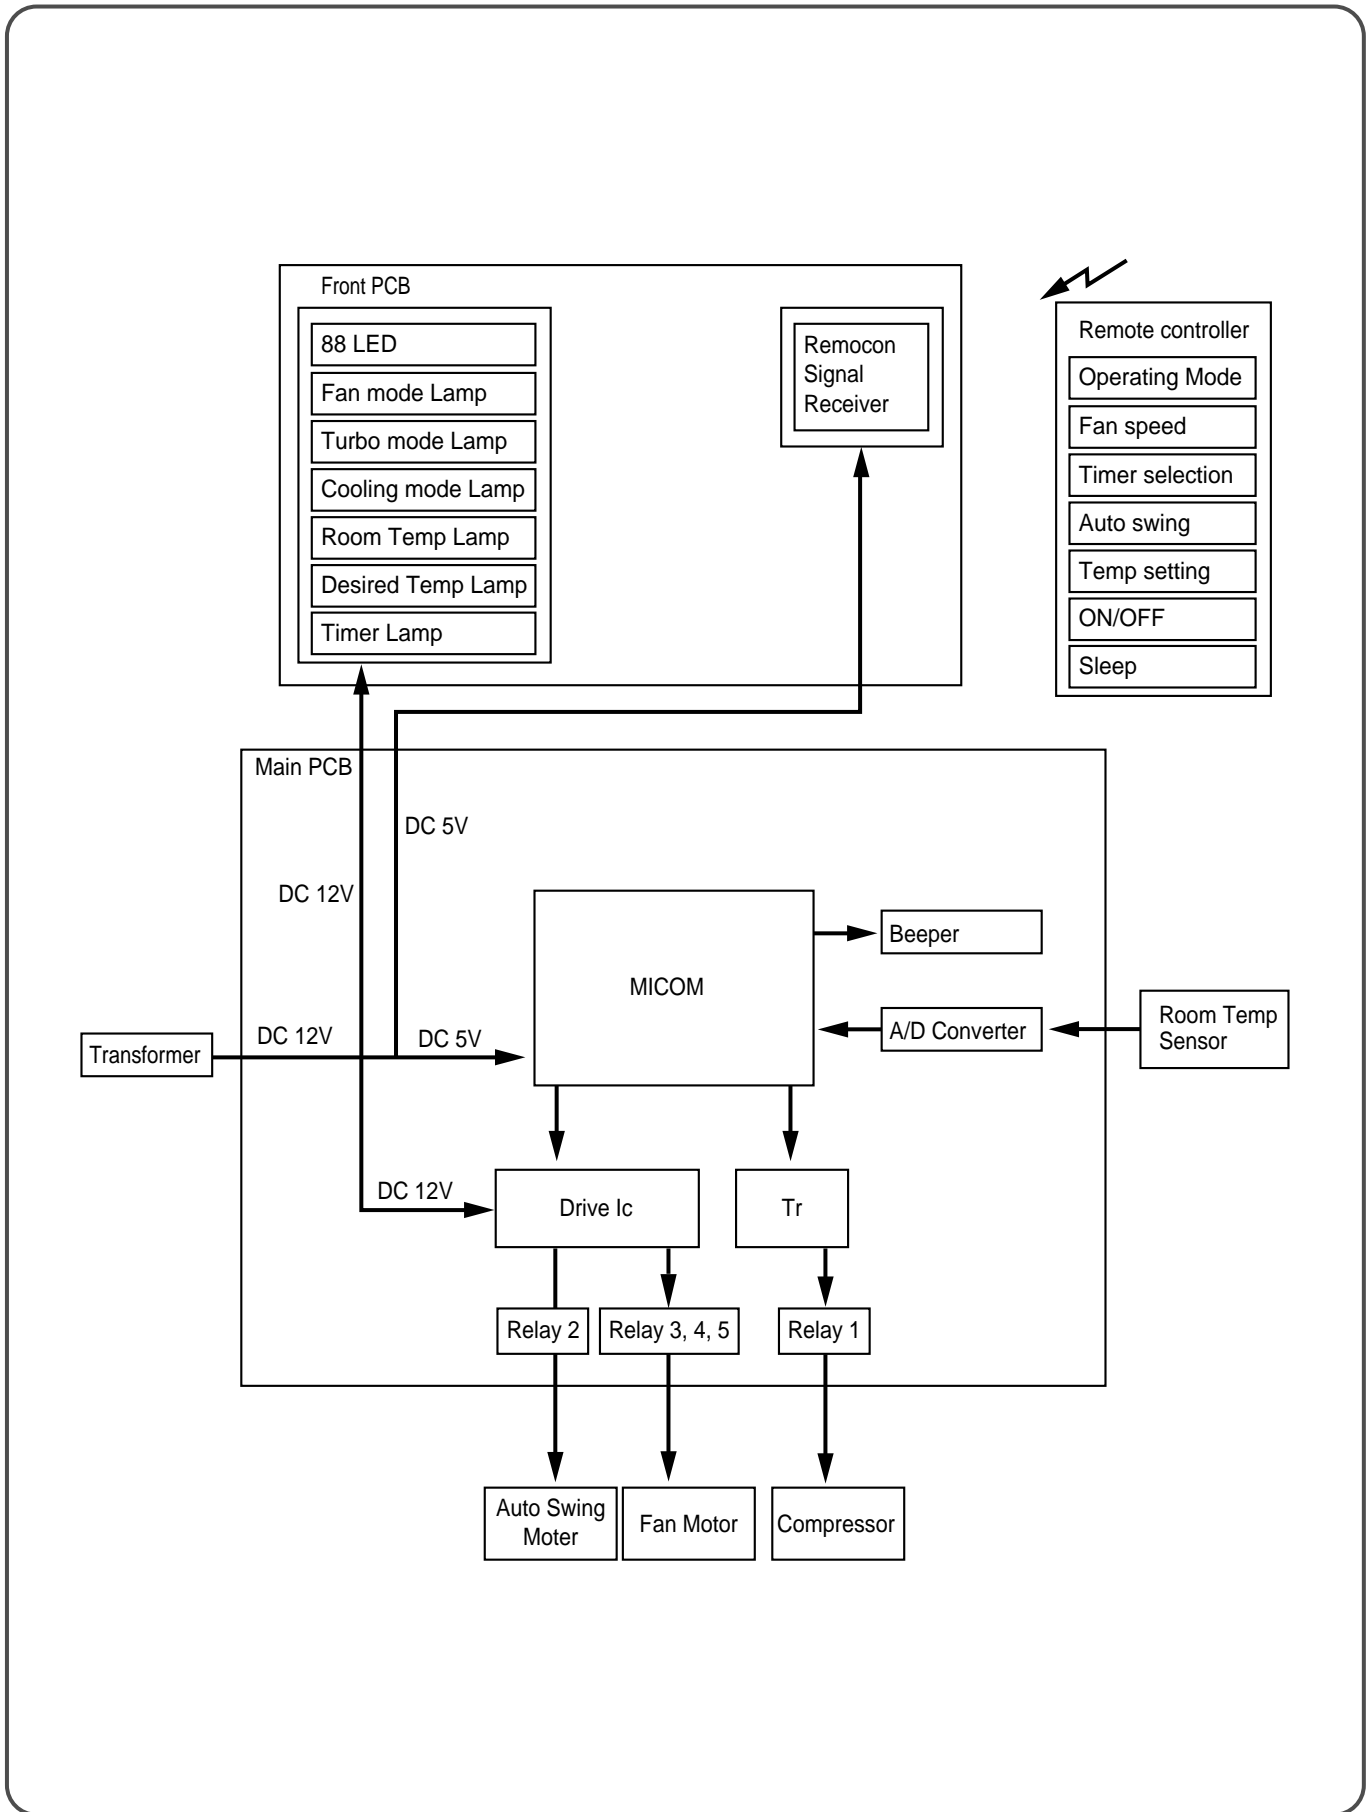 Front PCB
88 LED
Fan mode Lamp
Turbo mode Lamp
Cooling mode Lamp
Room Temp Lamp
Desired Temp Lamp
Timer Lamp
Remocon
Signal
Receiver
Remote controller
Operating Mode
Fan speed
Timer selection
Auto swing
Temp setting
ON/OFF
Sleep
Main PCB
DC 5V
DC 12V
MICOM
Beeper
Transformer
DC 12V
DC 5V
A/D Converter
Room Temp
Sensor
DC 12V
Drive Ic
Tr
Relay 2
Relay 3, 4, 5
Relay 1
Auto Swing
Moter
Fan Motor
Compressor